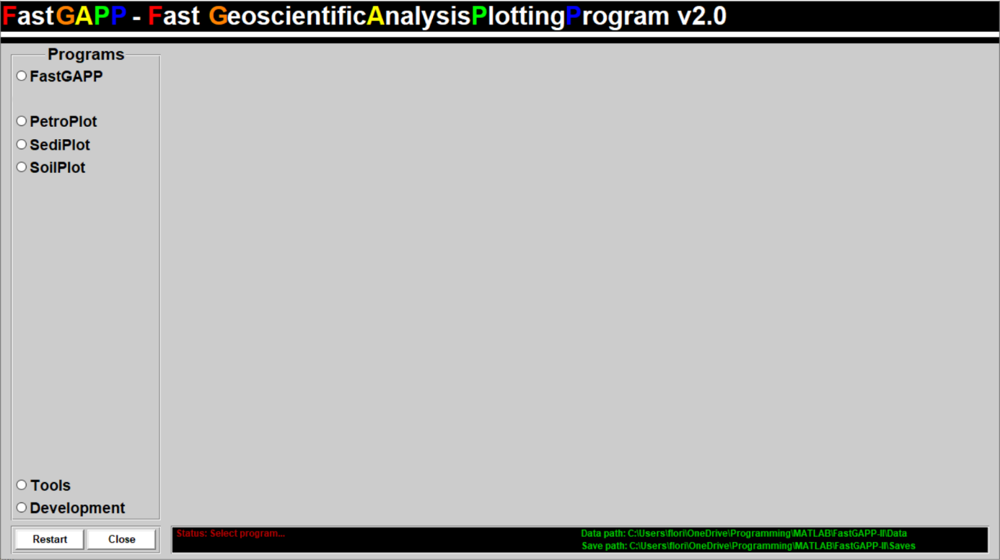 FastGAPP - Fast GeoscientificAnalysisPlottingProgram v2.0
Programs
FastGAPP
PetroPlot
SediPlot
SoilPlot
Tools
Development
Restart Close
Status: Select program...
Data path: C:\Users\flori\OneDrive\Programming\MATLAB\FastGAPP-II\Data
Save path: C:\Users\flori\OneDrive\Programming\MATLAB\FastGAPP-II\Saves